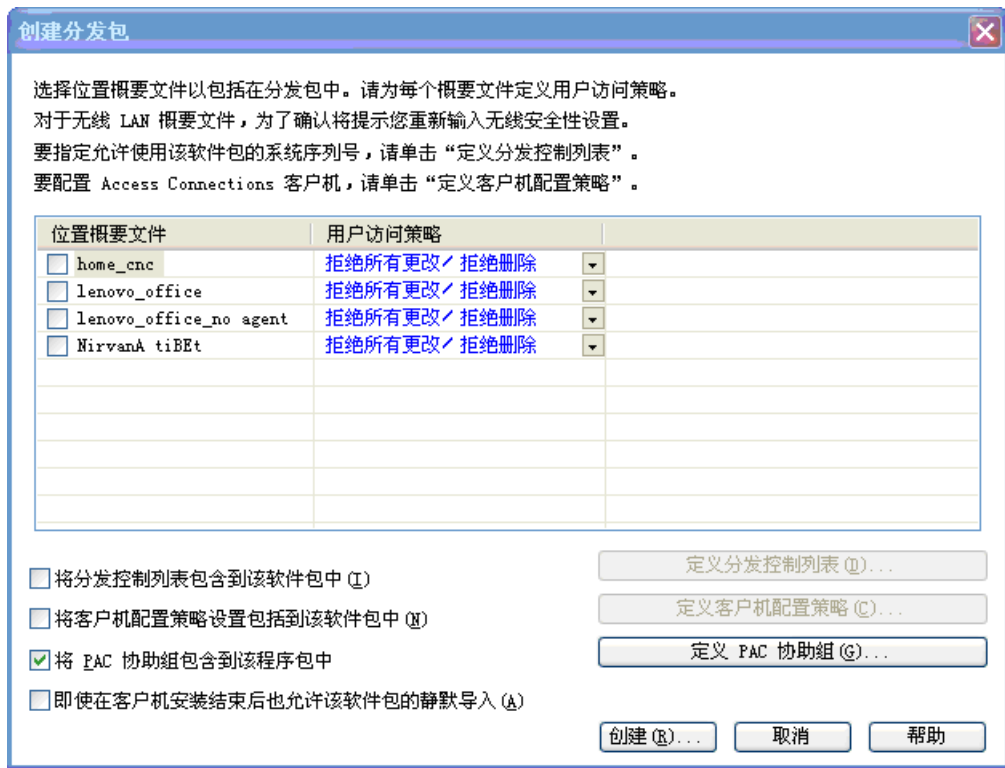 创建分发包
选择位置概要文件以包括在分发包中。请为每个概要文件定义用户访问策略。
对于无线 LAN 概要文件，为了确认将提示您重新输入无线安全性设置。
要指定允许使用该软件包的系统序列号，请单击“定义分发控制列表”。
要配置 Access Connections 客户机，请单击“定义客户机配置策略”。
位置概要文件 用户访问策略
home_cnc 拒绝所有更改/ 拒绝删除
lenovo_office 拒绝所有更改/ 拒绝删除
lenovo_office_no agent 拒绝所有更改/ 拒绝删除
NirvanA tiBEt 拒绝所有更改/ 拒绝删除
将分发控制列表包含到该软件包中(I)
定义分发控制列表(D)...
将客户机配置策略设置包括到该软件包中(N)
定义客户机配置策略(C)...
将 PAC 协助组包含到该程序包中
定义 PAC 协助组(G)...
即使在客户机安装结束后也允许该软件包的静默导入(A)
创建(R)... 取消 帮助